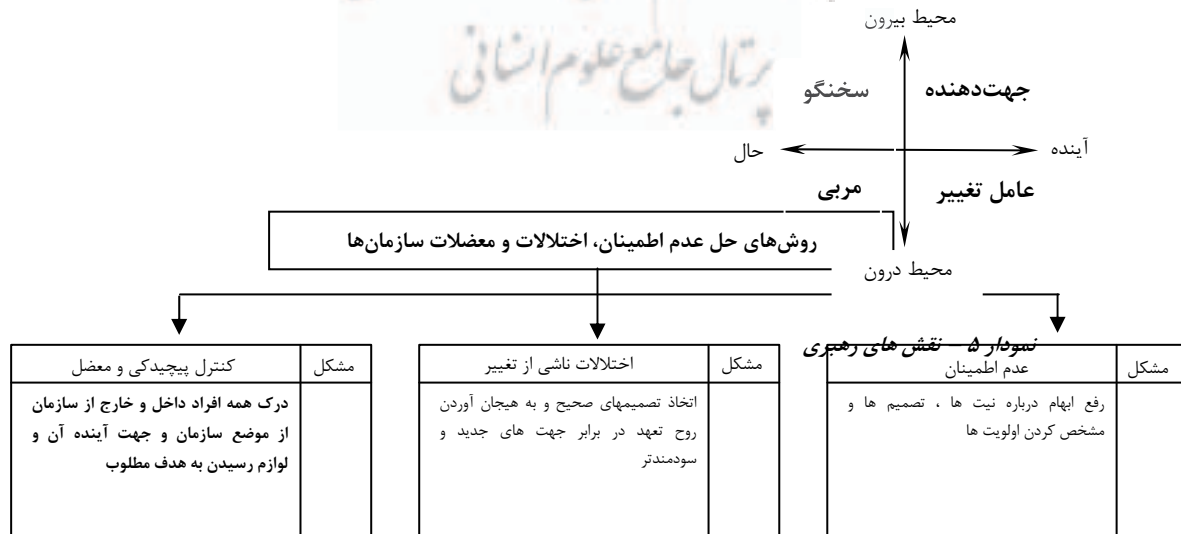 پرتال جامع علوم انسانی
محیط بیرون
جهت‌دهنده
سخنگو
آینده
حال
عامل تغییر
مربی
محیط درون
روش‌های حل عدم اطمینان، اختلالات و معضلات سازمان‌ها
نمودار ۵ – نقش های رهبری
مشکل
عدم اطمینان
رفع ابهام درباره نیت ها ، تصمیم ها و
مشخص کردن اولویت ها
مشکل
اختلالات ناشی از تغییر
اتخاذ تصمیمهای صحیح و به هیجان آوردن
روح تعهد در برابر جهت های جدید و
سودمندتر
مشکل
کنترل پیچیدکی و معضل
درک همه افراد داخل و خارج از سازمان
از موضع سازمان و جهت آینده آن و
لوازم رسیدن به هدف مطلوب